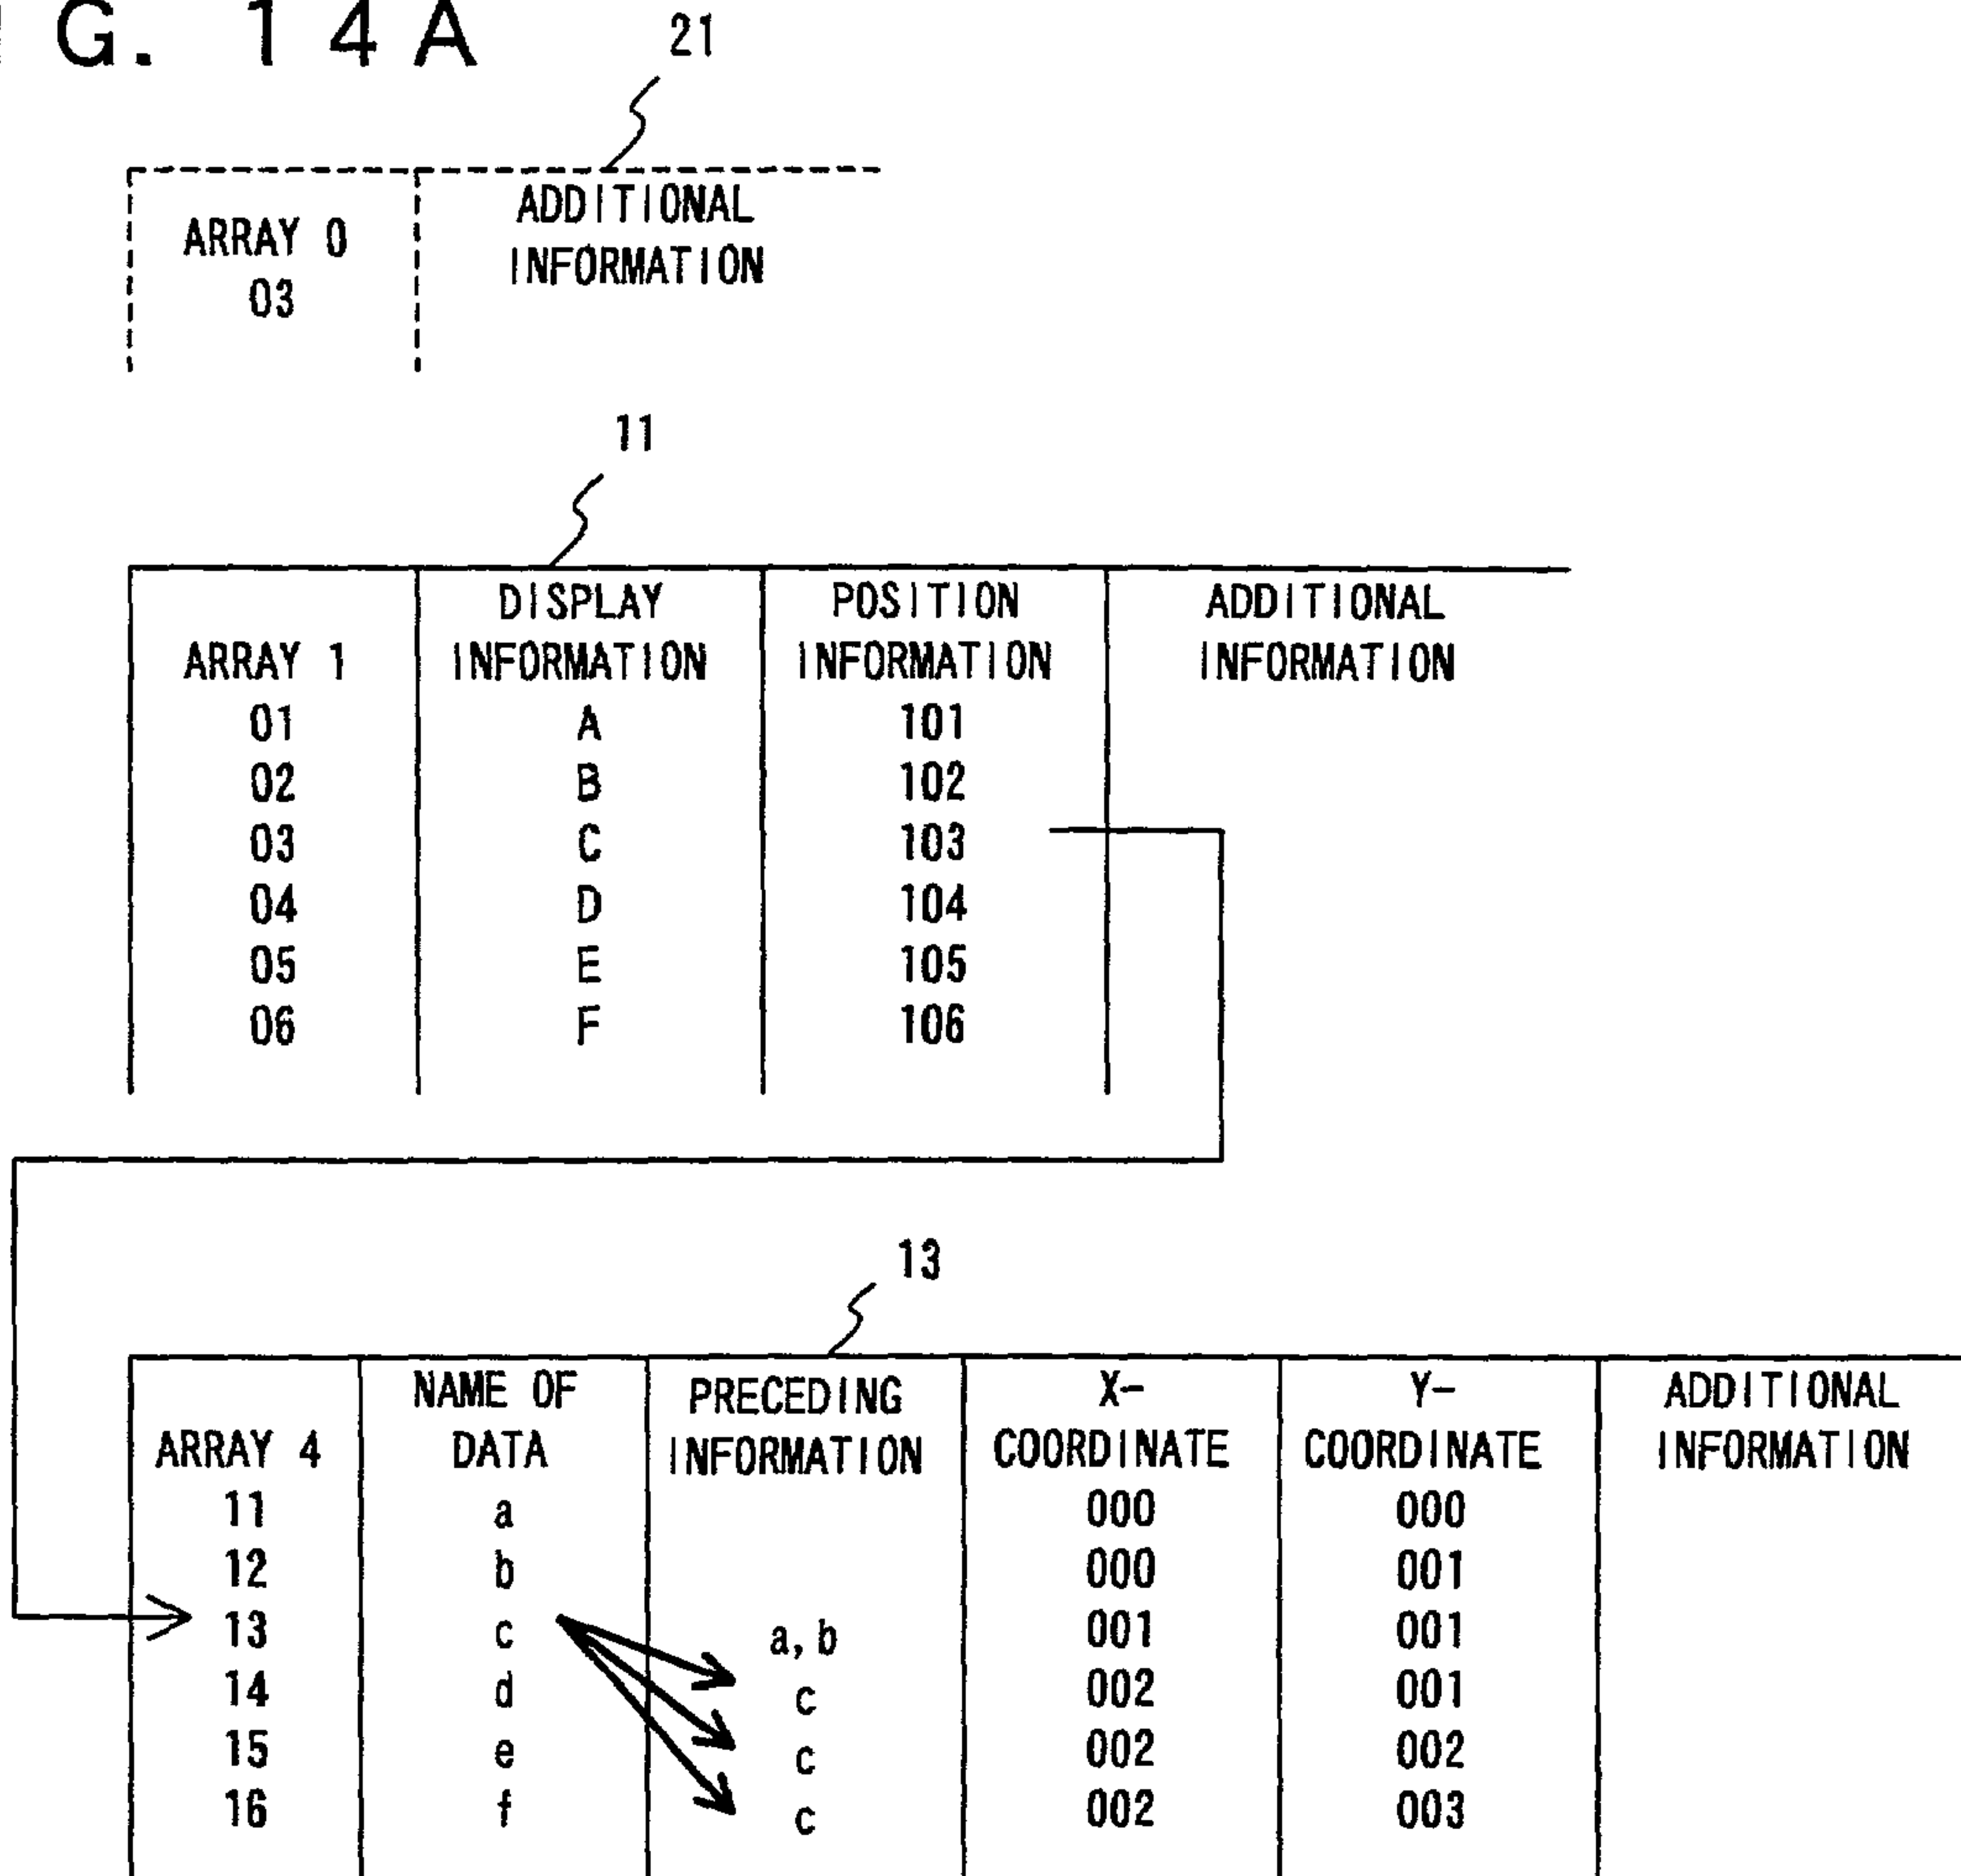 G. 14A
21
ARRAY 0 ADDITIONAL INFORMATION
03
11
ARRAY 1 DISPLAY INFORMATION POSITION INFORMATION ADDITIONAL INFORMATION
01 A 101
02 B 102
03 C 103
04 D 104
05 E 105
06 F 106
13
ARRAY 4 NAME OF DATA PRECEDING INFORMATION X-COORDINATE Y-COORDINATE ADDITIONAL INFORMATION
11 a 000 000
12 b 000 001
13 c a,b 001 001
14 d c 002 001
15 e c 002 002
16 f c 002 003